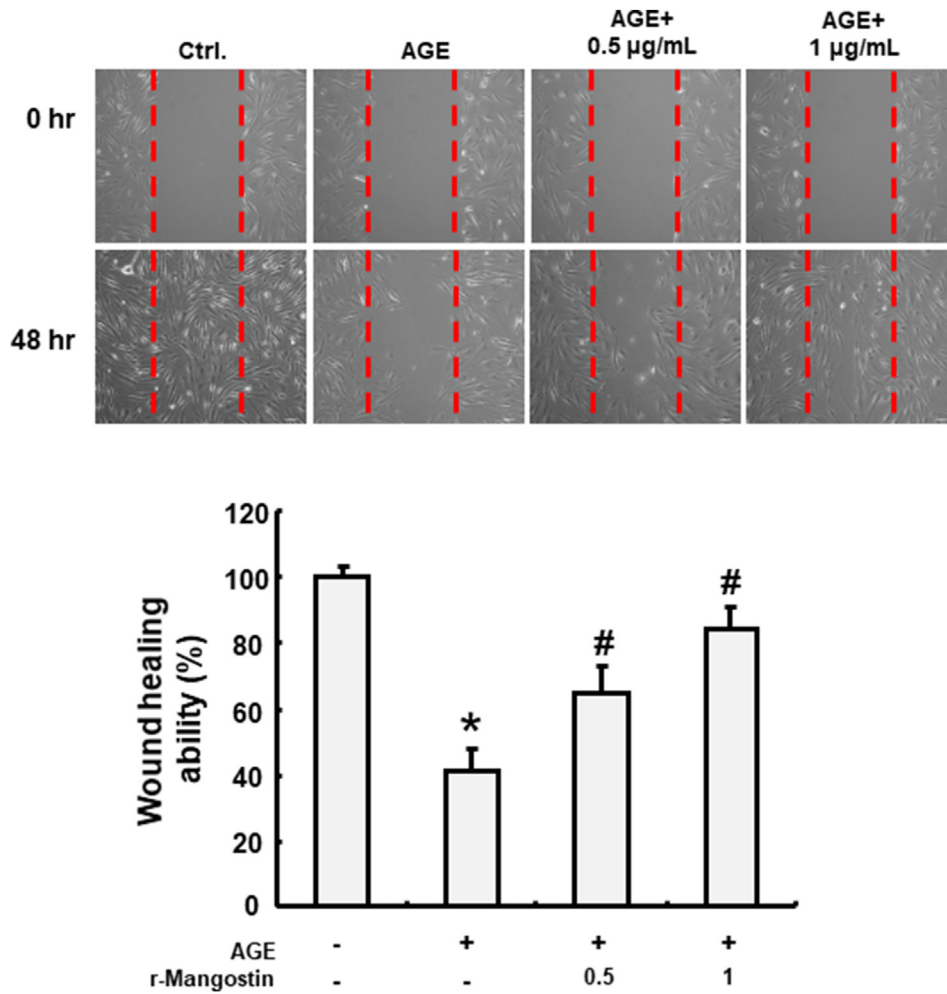 Ctrl.
AGE
AGE+
0.5 µg/mL
AGE+
1 µg/mL
0 hr
48 hr
Wound healing
ability (%)
120
100
80
60
40
20
0
*
#
#
AGE - + + +
r-Mangostin - - 0.5 1